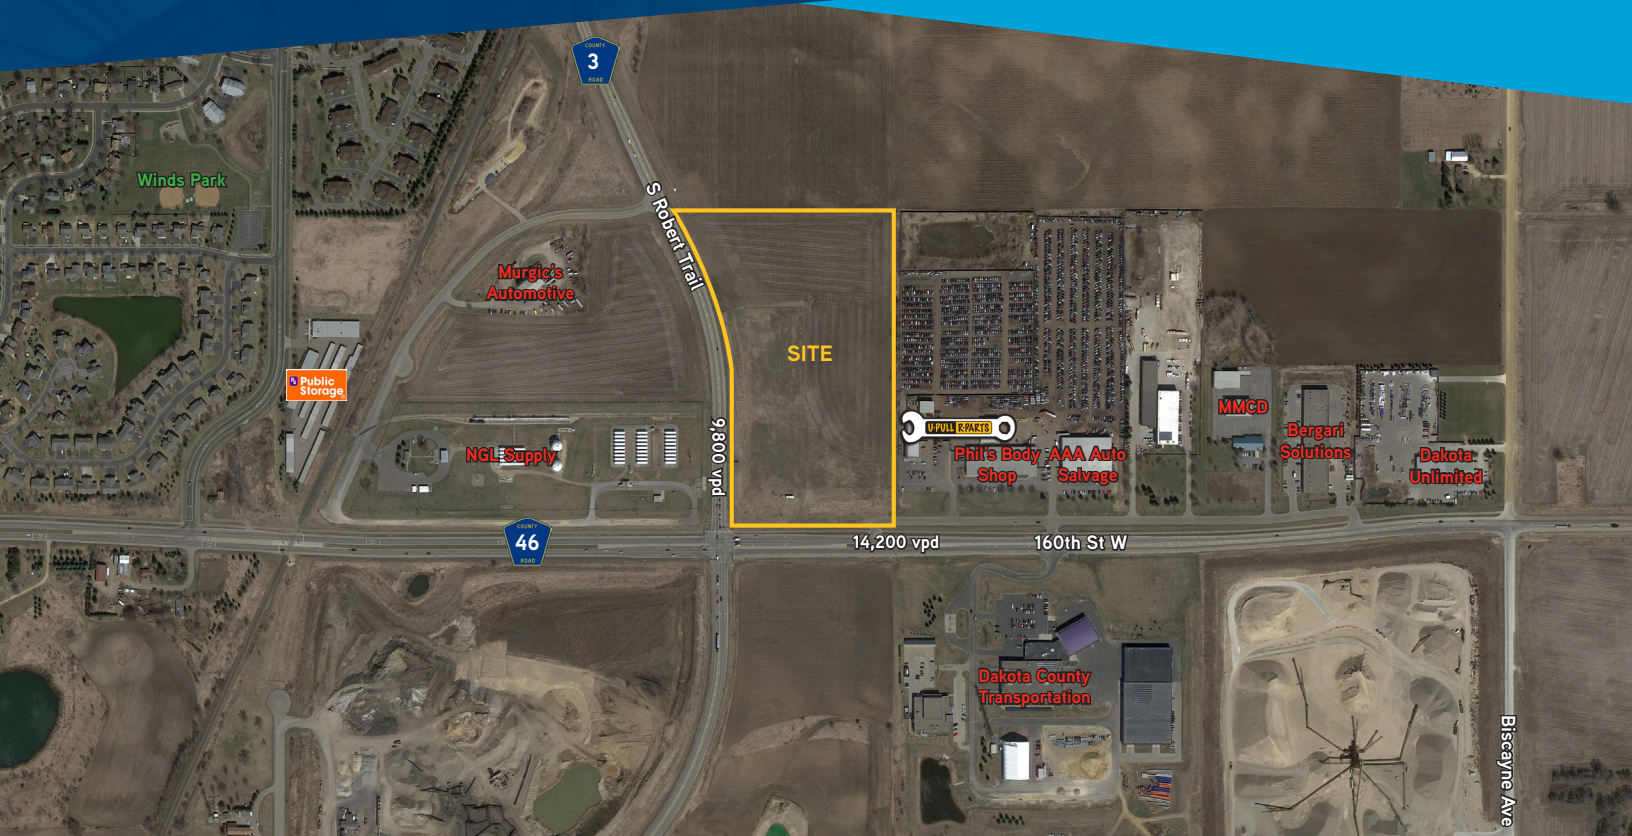 COUNTY
3
ROAD
Winds Park
S Robert Trail
Murgic's
Automotive
SITE
Public
Storage
9,800 vpd
NGL Supply
U-PULL R-PARTS
Phil's Body
Shop
AAA Auto
Salvage
MMCD
Bergari
Solutions
Dakota
Unlimited
COUNTY
46
ROAD
14,200 vpd
160th St W
Dakota County
Transportation
Biscayne Ave